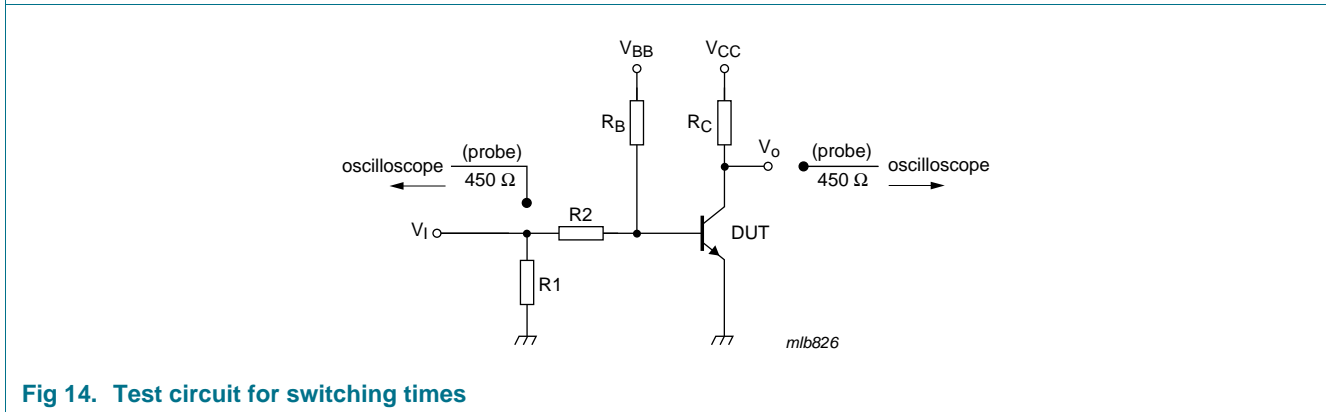 VBB
VCC
RB
RC
Vo
(probe)
oscilloscope
450 Ω
(probe)
oscilloscope
450 Ω
R2
VI
DUT
R1
mlb826
Fig 14. Test circuit for switching times